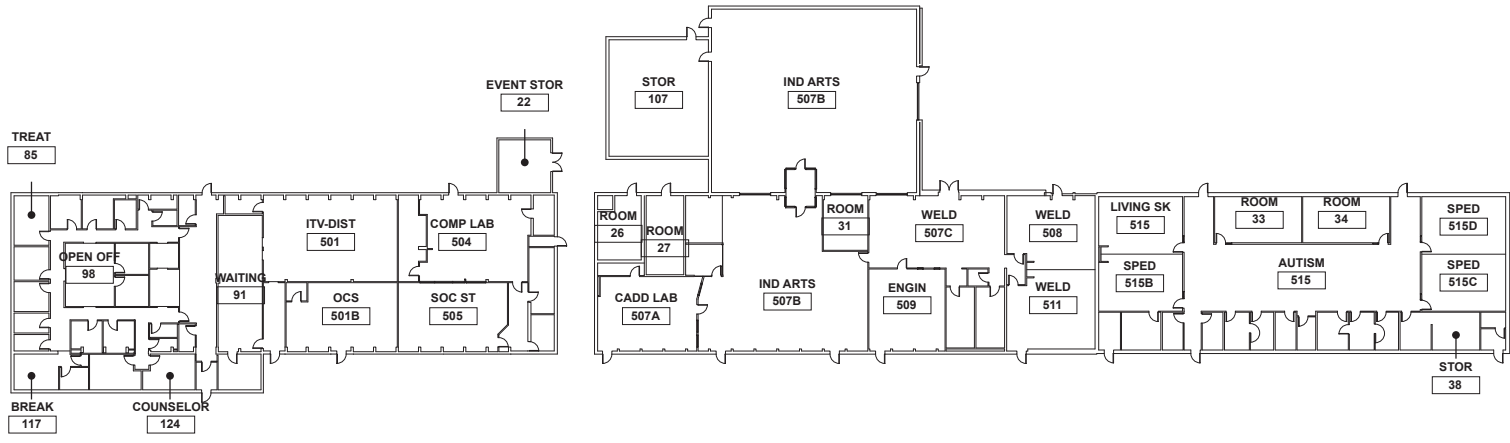 EVENT STOR
22
TREAT
85
STOR
107
IND ARTS
507B
ITV-DIST
501
COMP LAB
504
OPEN OFF
98
WAITING
91
OCS
501B
SOC ST
505
BREAK
117
COUNSELOR
124
ROOM
26
ROOM
27
CADD LAB
507A
IND ARTS
507B
ROOM
31
WELD
507C
ENGIN
509
WELD
508
WELD
511
LIVING SK
515
SPED
515B
ROOM
33
ROOM
34
AUTISM
515
SPED
515D
SPED
515C
STOR
38